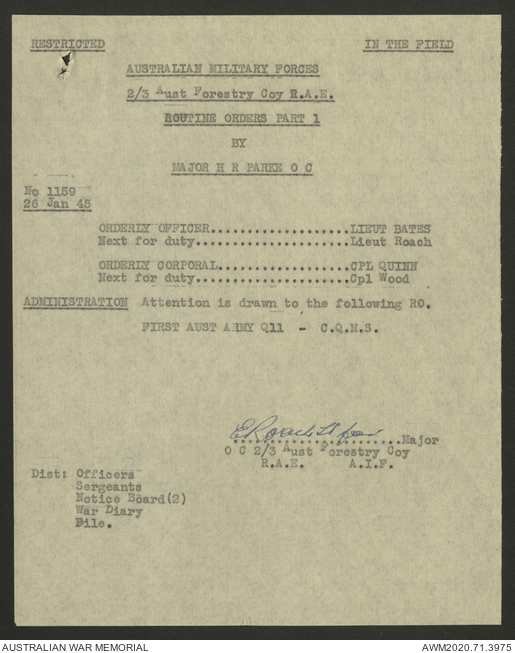 RESTRICTED IN THE FIELD
AUSTRALIAN MILITARY FORCES
2/3 Aust Forestry Coy R.A.E.
ROUTINE ORDERS PART 1
BY
MAJOR H R PARKE O C
No 1159
26 Jan 45
ORDERLY OFFICER....................LIEUT BATES
Next for duty......................Lieut Roach
ORDERLY CORPORAL...................CPL QUINN
Next for duty......................Cpl Wood
ADMINISTRATION Attention is drawn to the following RO.
FIRST AUST ARMY Q11 - C.Q.M.S.
E Roach Lt for
........................Major
O C 2/3 Aust Forestry Coy
R.A.E. A.I.F.
Dist: Officers
Sergeants
Notice Board(2)
War Diary
File.
AUSTRALIAN WAR MEMORIAL AWM2020.71.3975